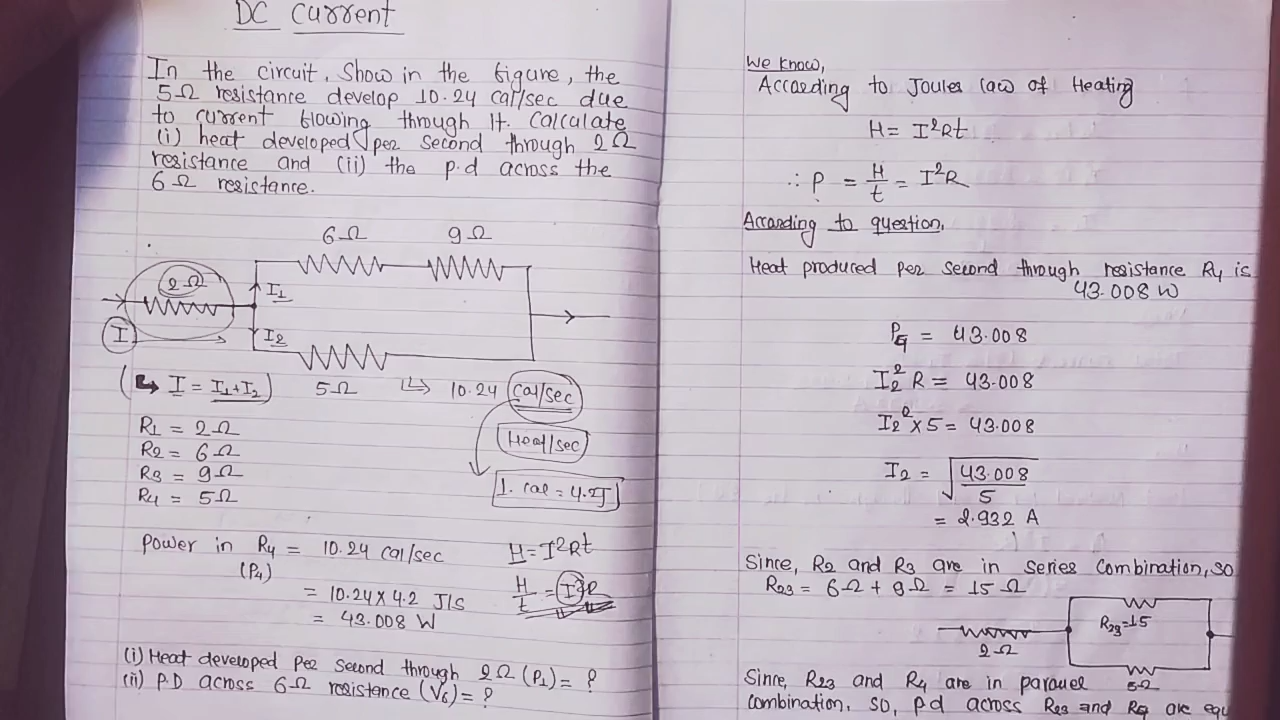 DC Current
In the circuit. Show in the figure, the
5Ω resistance develop 10.24 cal/sec due
to current flowing through It. Calculate
(i) heat developed per second through 2Ω
resistance and (ii) the p.d across the
6Ω resistance.
6Ω 9Ω
2Ω
I1
I
I2
(↳ I = I1+I2) 5Ω ↳ 10.24 cal/sec
R1 = 2Ω
Heat/sec
R2 = 6Ω
R3 = 9Ω
1. cal = 4.2J
R4 = 5Ω
Power in R4 = 10.24 cal/sec H = I²Rt
(P4)
= 10.24 x 4.2 J/S H/t = I²R
= 43.008 W
(i) Heat developed Per Second through 2Ω (P1) = ?
(ii) P.D across 6Ω resistance (V6) = ?
We know,
According to Joules law of Heating
H = I²Rt
∴ P = H/t = I²R
According to question,
Heat produced per second through resistance R4 is
43.008 W
P4 = 43.008
I2² R = 43.008
I2² x 5 = 43.008
I2 = √43.008/5
= 2.932 A
Since, R2 and R3 are in series combination, so
R23 = 6Ω + 9Ω = 15 Ω
R23=15
2Ω
5Ω
Since, R23 and R4 are in parallel
combination, so, p.d across R23 and R4 are equ